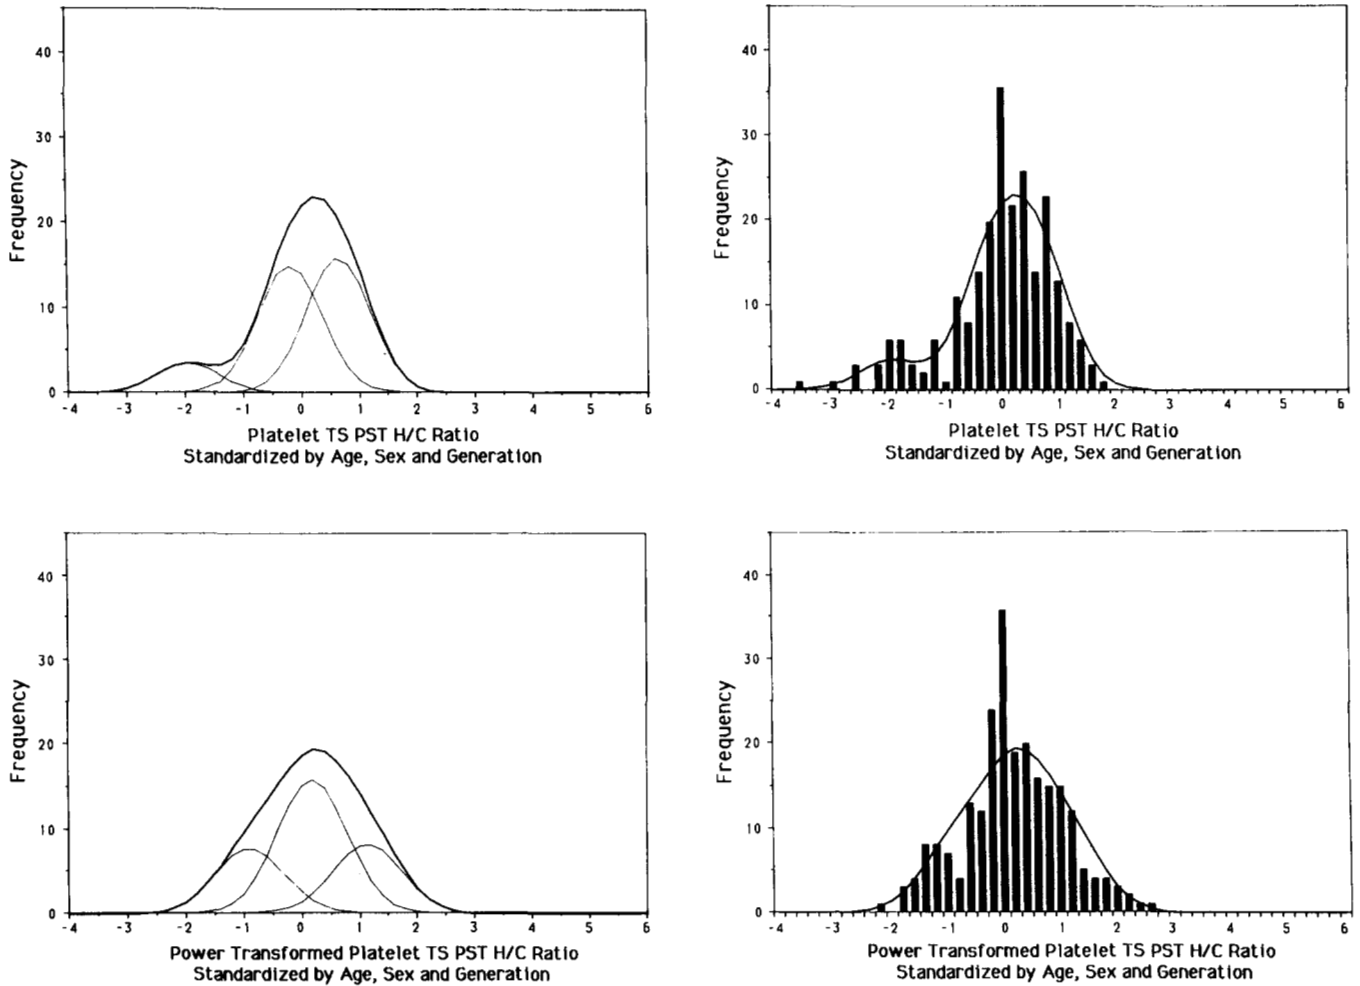 40
30
20
10
0
Frequency
-4 -3 -2 -1 0 1 2 3 4 5 6
Platelet TS PST H/C Ratio
Standardized by Age, Sex and Generation
40
30
20
10
0
Frequency
-4 -3 -2 -1 0 1 2 3 4 5 6
Platelet TS PST H/C Ratio
Standardized by Age, Sex and Generation
40
30
20
10
0
Frequency
-4 -3 -2 -1 0 1 2 3 4 5 6
Power Transformed Platelet TS PST H/C Ratio
Standardized by Age, Sex and Generation
40
30
20
10
0
Frequency
-4 -3 -2 -1 0 1 2 3 4 5 6
Power Transformed Platelet TS PST H/C Ratio
Standardized by Age, Sex and Generation